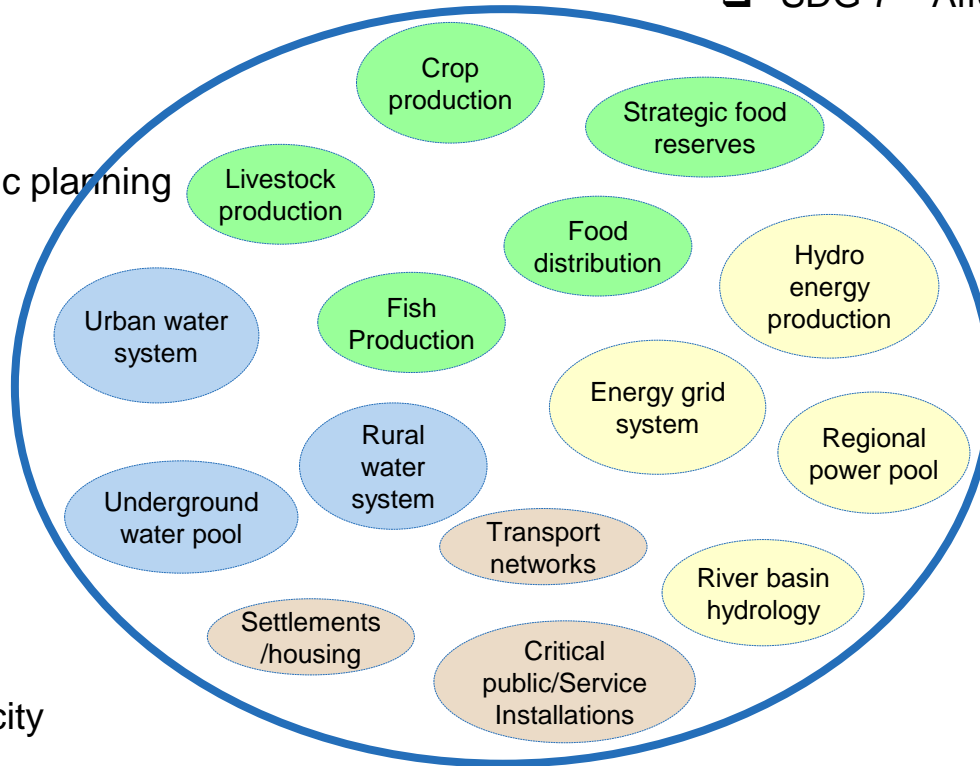 SDG 7
Crop
production
Strategic food
reserves
c planning
Livestock
production
Food
distribution
Hydro
energy
production
Urban water
system
Fish
Production
Energy grid
system
Regional
power pool
Rural
water
system
Underground
water pool
Transport
networks
River basin
hydrology
Settlements
/housing
Critical
public/Service
Installations
city